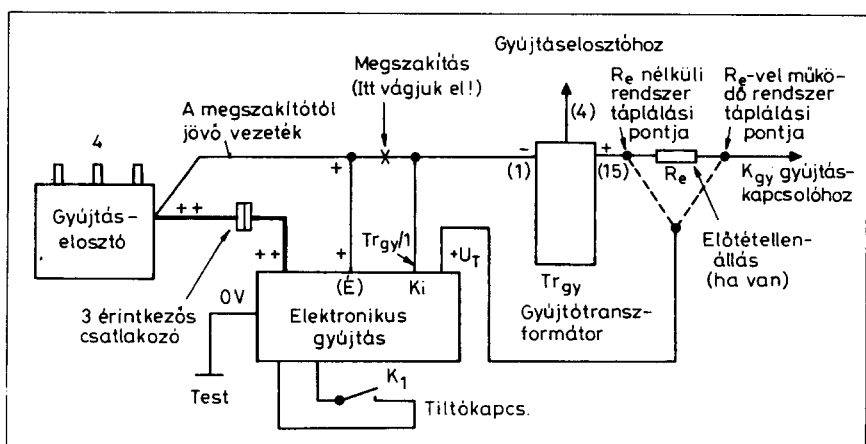 Gyújtáselosztóhoz
Megszakítás
(Itt vágjuk el!)
A megszakítótól
jövő vezeték
4
Gyújtás-
elosztó
++
3 érintkezős
csatlakozó
++
+
+
(É)
Trgy/1
Ki
+UT
0V
Elektronikus
gyújtás
Test
K1
Tiltókapcs.
(4)
-
(1)
+
(15)
Trgy
Gyújtótransz-
formátor
Re nélküli
rendszer
táplálási
pontja
Re-vel műkö-
dő rendszer
táplálási
pontja
Re
Kgy gyújtás-
kapcsolóhoz
Előtétellen-
állás
(ha van)